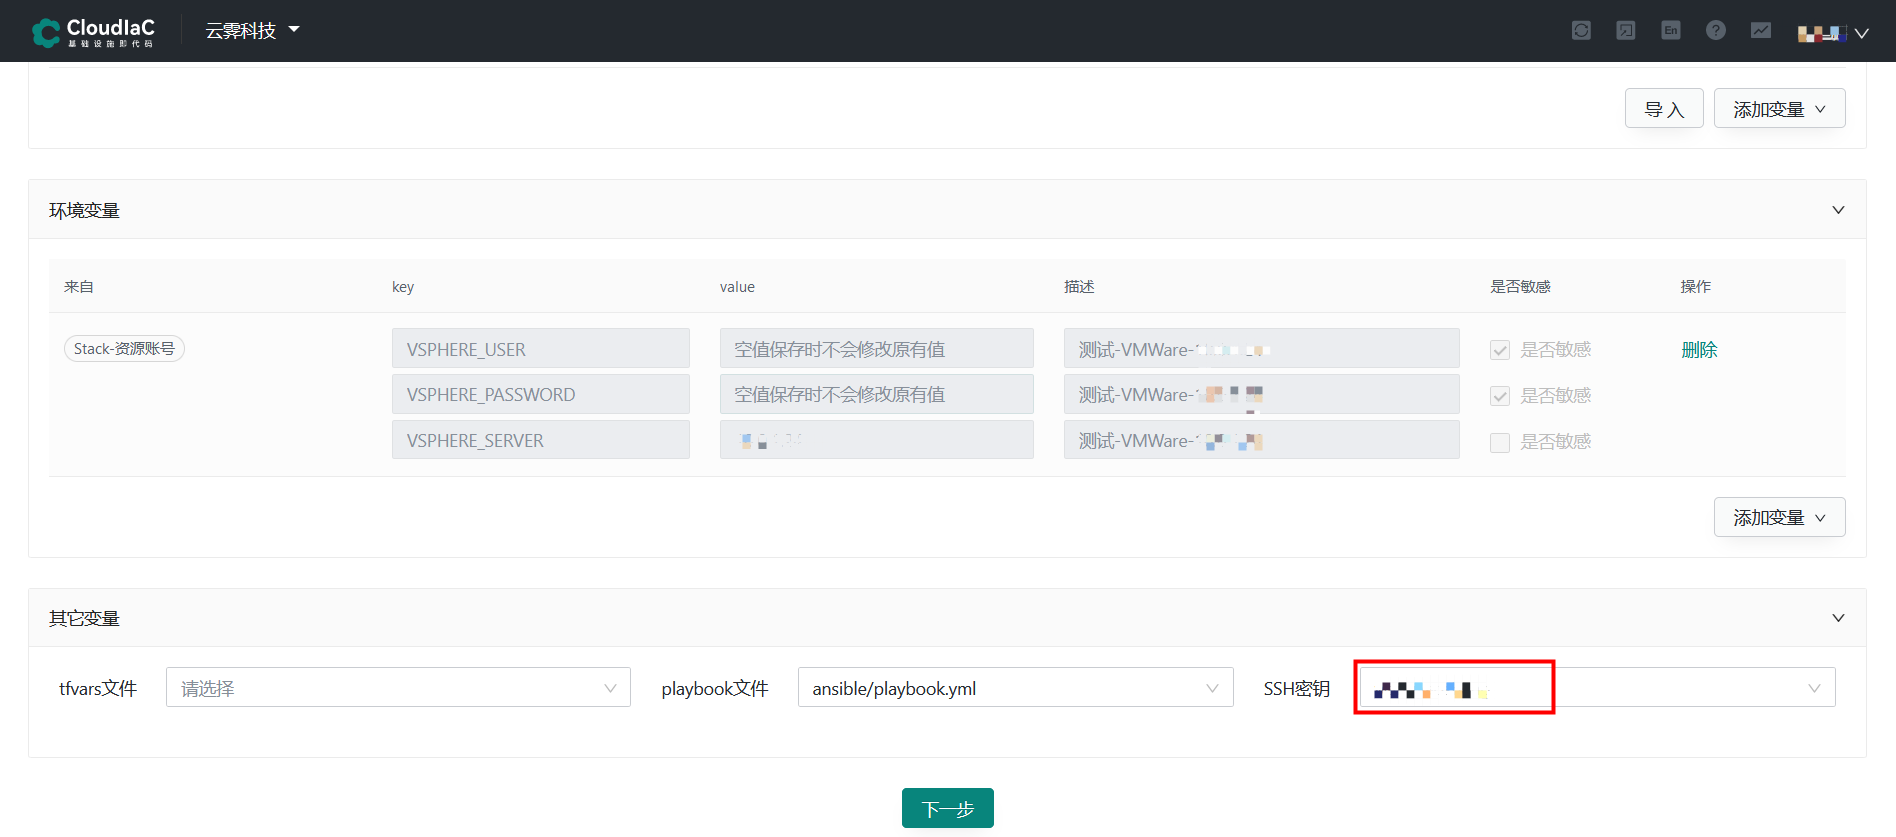 CloudIaC
基础设施即代码
云霁科技
En
?
导入
添加变量
环境变量
来自 key value 描述 是否敏感 操作
Stack-资源账号 VSPHERE_USER 空值保存时不会修改原有值 测试-VMWare- 是否敏感 删除
VSPHERE_PASSWORD 空值保存时不会修改原有值 测试-VMWare- 是否敏感
VSPHERE_SERVER 测试-VMWare- 是否敏感
添加变量
其它变量
tfvars文件 请选择 playbook文件 ansible/playbook.yml SSH密钥
下一步